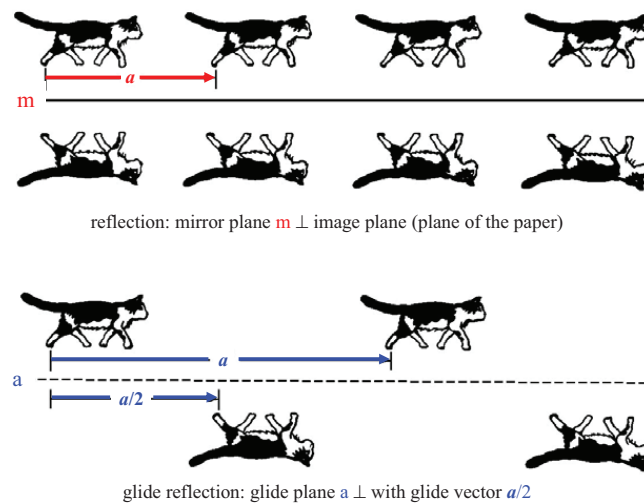 a
m
reflection: mirror plane m ⊥ image plane (plane of the paper)
a
a
a/2
glide reflection: glide plane a ⊥ with glide vector a/2